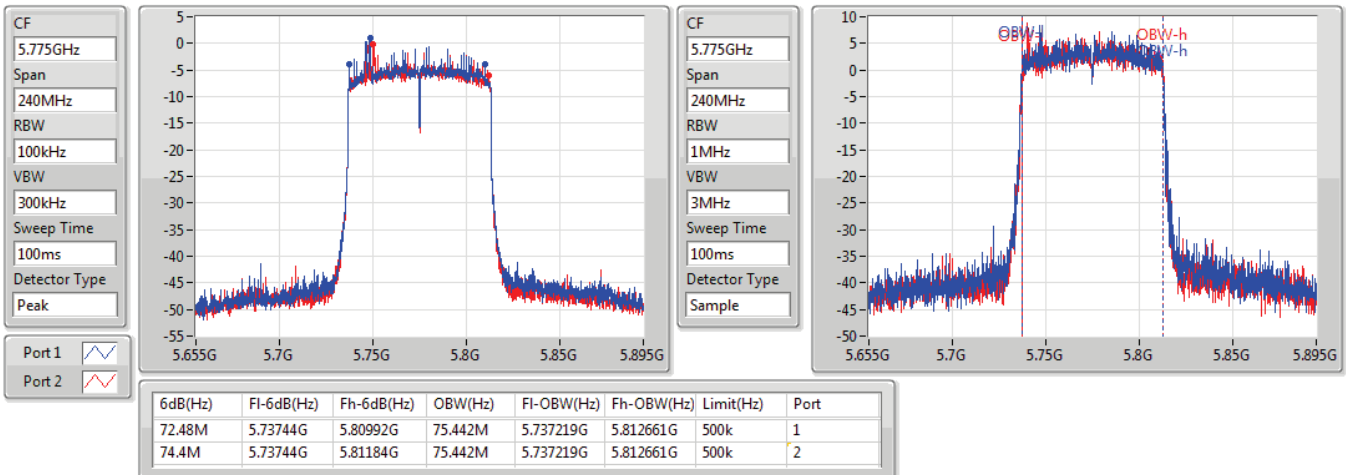 CF
5.775GHz
Span
240MHz
RBW
100kHz
VBW
300kHz
Sweep Time
100ms
Detector Type
Peak
Port 1
Port 2
5
0
-5
-10
-15
-20
-25
-30
-35
-40
-45
-50
-55
5.655G 5.7G 5.75G 5.8G 5.85G 5.895G
CF
5.775GHz
Span
240MHz
RBW
1MHz
VBW
3MHz
Sweep Time
100ms
Detector Type
Sample
10
5
0
-5
-10
-15
-20
-25
-30
-35
-40
-45
-50
OBW-h
OBW-h
5.655G 5.7G 5.75G 5.8G 5.85G 5.895G
6dB(Hz) Fl-6dB(Hz) Fh-6dB(Hz) OBW(Hz) Fl-OBW(Hz) Fh-OBW(Hz) Limit(Hz) Port
72.48M 5.73744G 5.80992G 75.442M 5.737219G 5.812661G 500k 1
74.4M 5.73744G 5.81184G 75.442M 5.737219G 5.812661G 500k 2